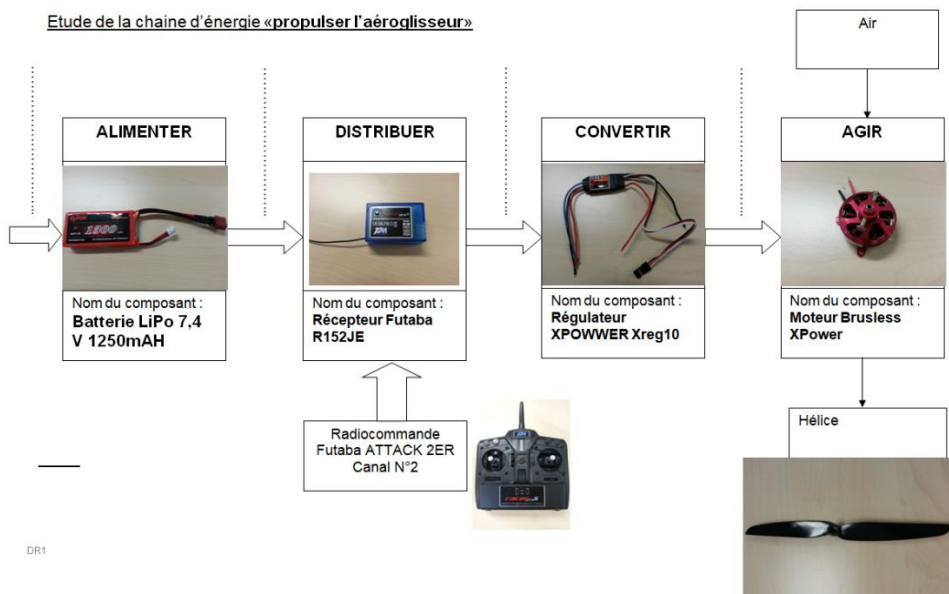 Etude de la chaine d’énergie «propulser l’aéroglisseur»
Air
ALIMENTER
DISTRIBUER
CONVERTIR
AGIR
1300
Nom du composant :
Batterie LiPo 7,4
V 1250mAH
Nom du composant :
Récepteur Futaba
R152JE
Nom du composant :
Régulateur
XPOWWER Xreg10
Nom du composant :
Moteur Brusless
XPower
Radiocommande
Futaba ATTACK 2ER
Canal N°2
Hélice
DR1